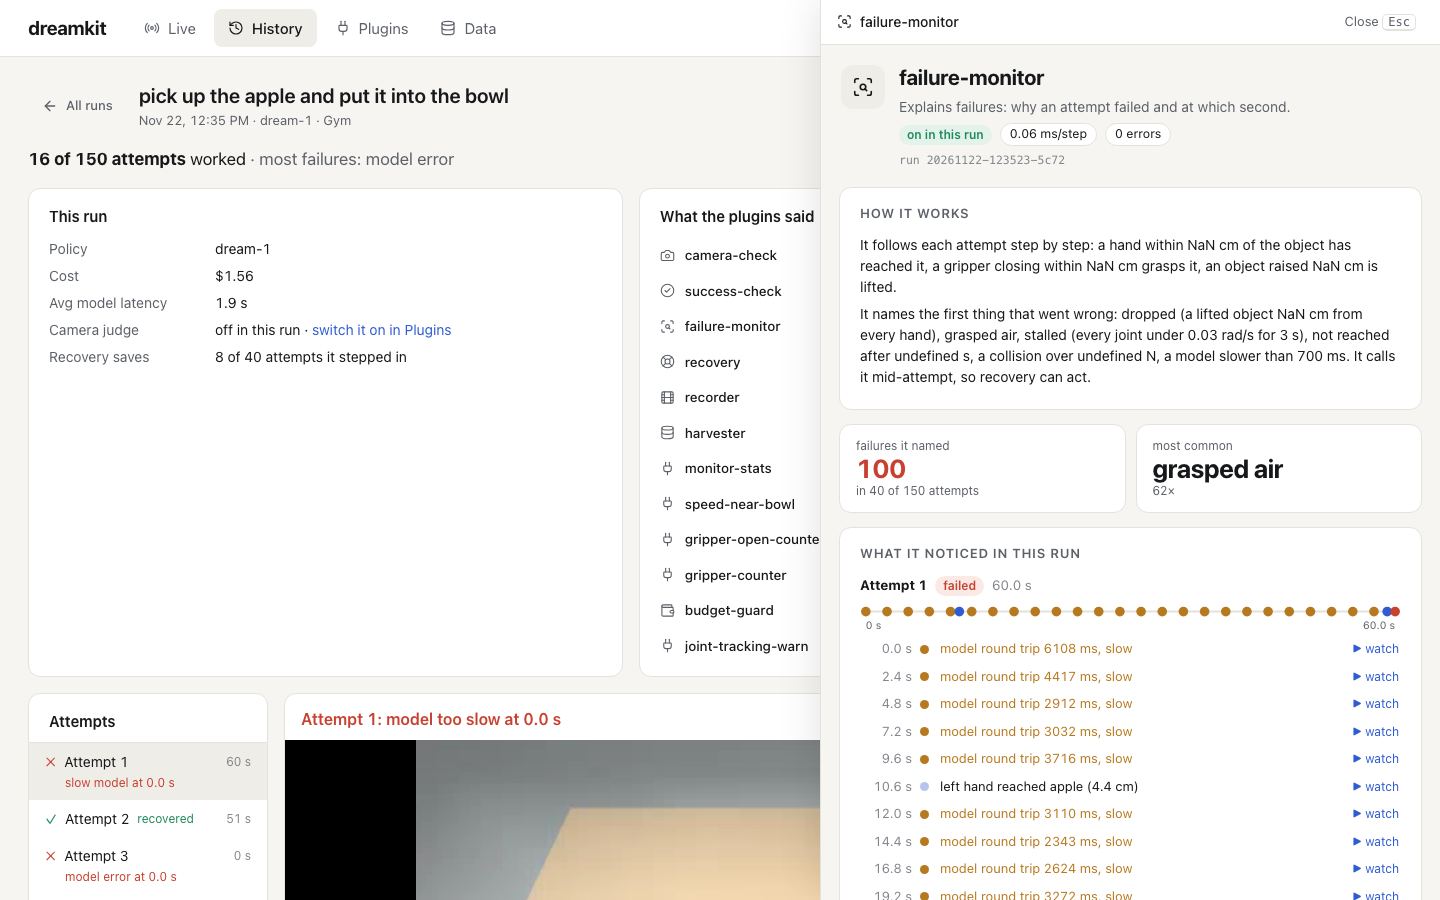 dreamkit
Live
History
Plugins
Data
All runs
pick up the apple and put it into the bowl
Nov 22, 12:35 PM · dream-1 · Gym
16 of 150 attempts worked · most failures: model error
This run
Policy dream-1
Cost $1.56
Avg model latency 1.9 s
Camera judge off in this run · switch it on in Plugins
Recovery saves 8 of 40 attempts it stepped in
What the plugins said
camera-check
success-check
failure-monitor
recovery
recorder
harvester
monitor-stats
speed-near-bowl
gripper-open-counte
gripper-counter
budget-guard
joint-tracking-warn
Attempts
Attempt 1 60 s
slow model at 0.0 s
Attempt 2 recovered 51 s
Attempt 3 0 s
model error at 0.0 s
Attempt 1: model too slow at 0.0 s
failure-monitor
Close Esc
failure-monitor
Explains failures: why an attempt failed and at which second.
on in this run 0.06 ms/step 0 errors
run 20261122-123523-5c72
HOW IT WORKS
It follows each attempt step by step: a hand within NaN cm of the object has
reached it, a gripper closing within NaN cm grasps it, an object raised NaN cm is
lifted.
It names the first thing that went wrong: dropped (a lifted object NaN cm from
every hand), grasped air, stalled (every joint under 0.03 rad/s for 3 s), not reached
after undefined s, a collision over undefined N, a model slower than 700 ms. It calls
it mid-attempt, so recovery can act.
failures it named
100
in 40 of 150 attempts
most common
grasped air
62×
WHAT IT NOTICED IN THIS RUN
Attempt 1 failed 60.0 s
0 s 60.0 s
0.0 s model round trip 6108 ms, slow watch
2.4 s model round trip 4417 ms, slow watch
4.8 s model round trip 2912 ms, slow watch
7.2 s model round trip 3032 ms, slow watch
9.6 s model round trip 3716 ms, slow watch
10.6 s left hand reached apple (4.4 cm) watch
12.0 s model round trip 3110 ms, slow watch
14.4 s model round trip 2343 ms, slow watch
16.8 s model round trip 2624 ms, slow watch
19.2 s model round trip 3272 ms, slow watch